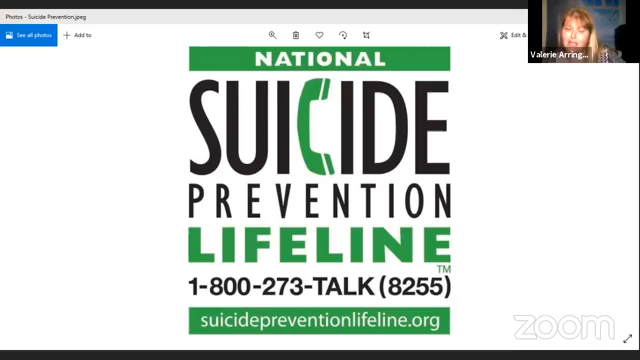 Photos - Suicide Prevention.jpeg
See all photos
Add to
Edit &
Valerie Arring...
NATIONAL
SUICIDE
PREVENTION
LIFELINE
TM
1-800-273-TALK (8255)
suicidepreventionlifeline.org
zoom